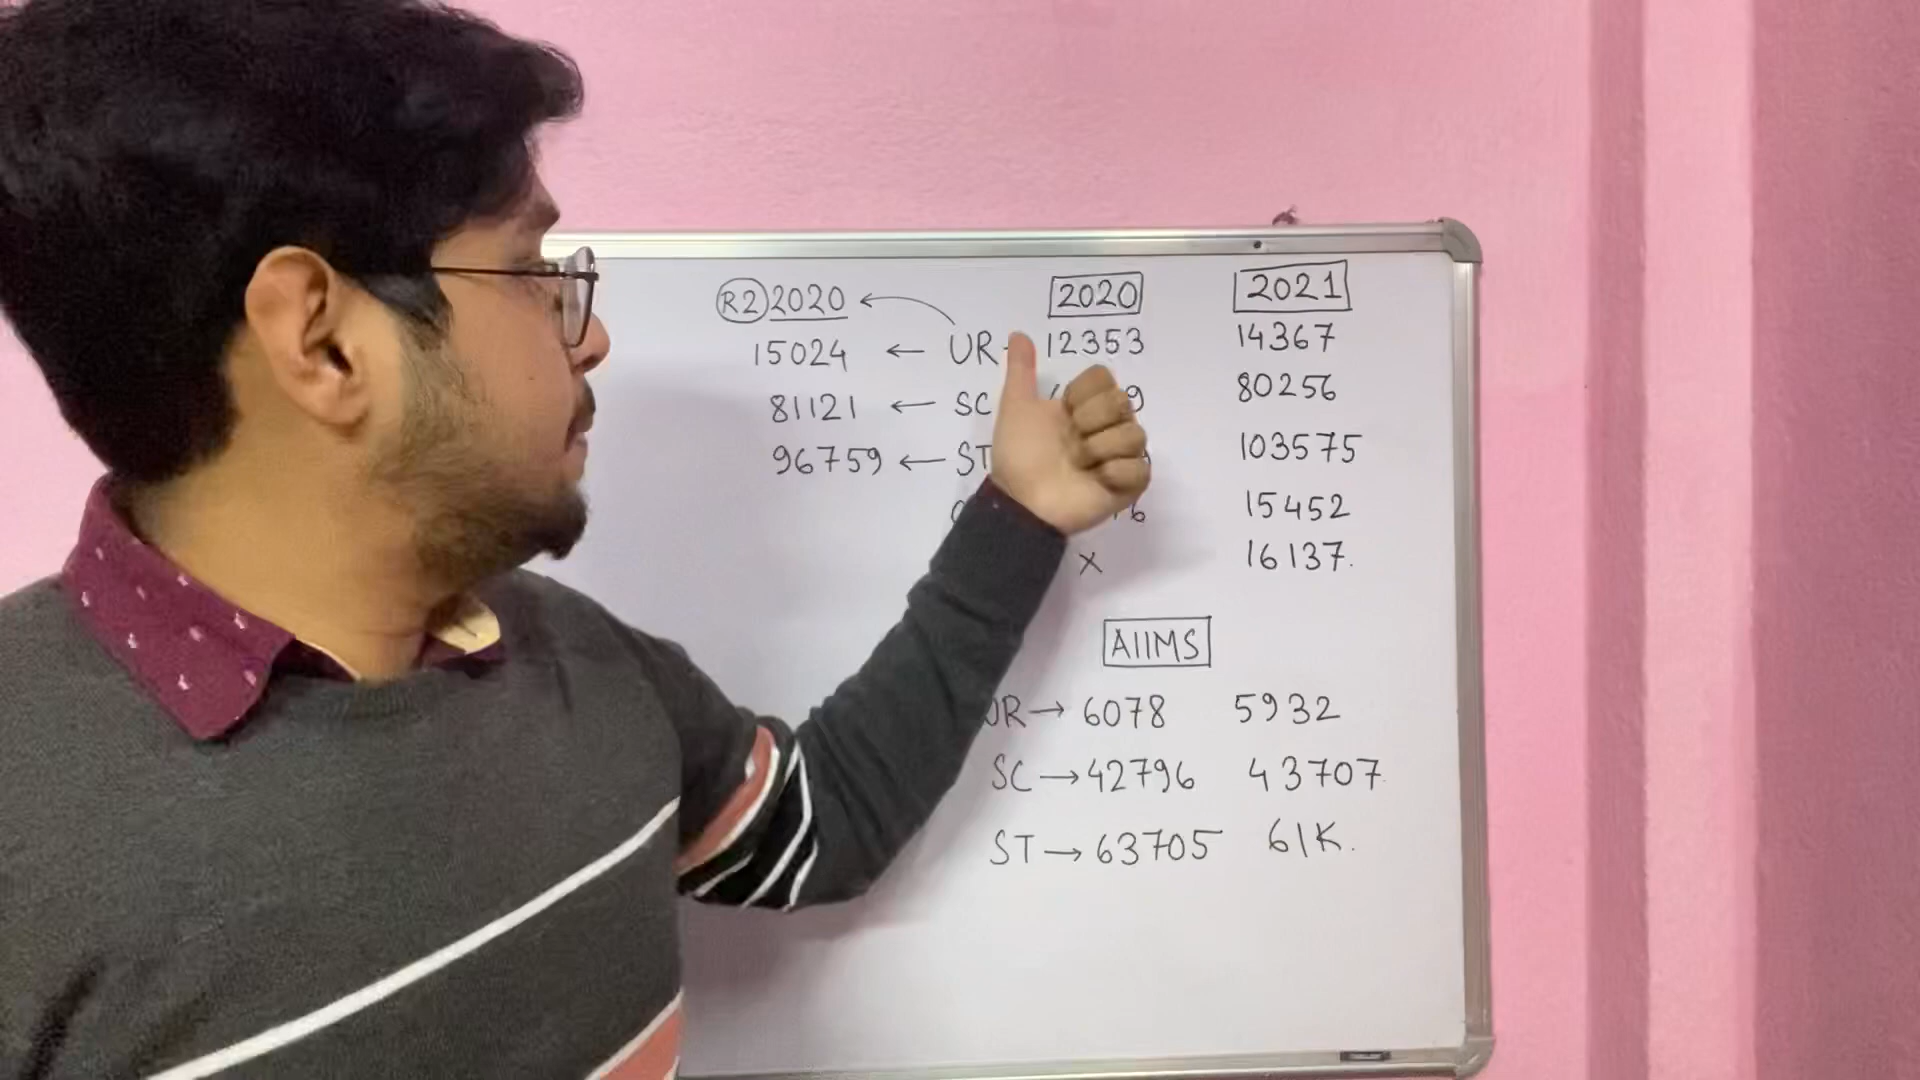 R2 2020 ← 2020 2021
15024 ← UR 12353 14367
81121 ← SC 80256
96759 ← ST 103575
15452
× 16137.
AIIMS
UR → 6078 5932
SC → 42796 43707
ST → 63705 61K.